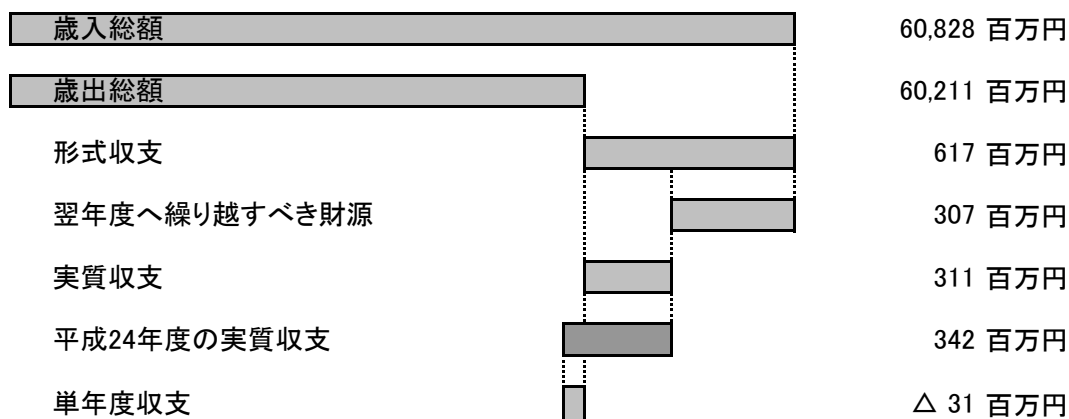 歳入総額 60,828 百万円
歳出総額 60,211 百万円
形式収支 617 百万円
翌年度へ繰り越すべき財源 307 百万円
実質収支 311 百万円
平成24年度の実質収支 342 百万円
単年度収支 △ 31 百万円